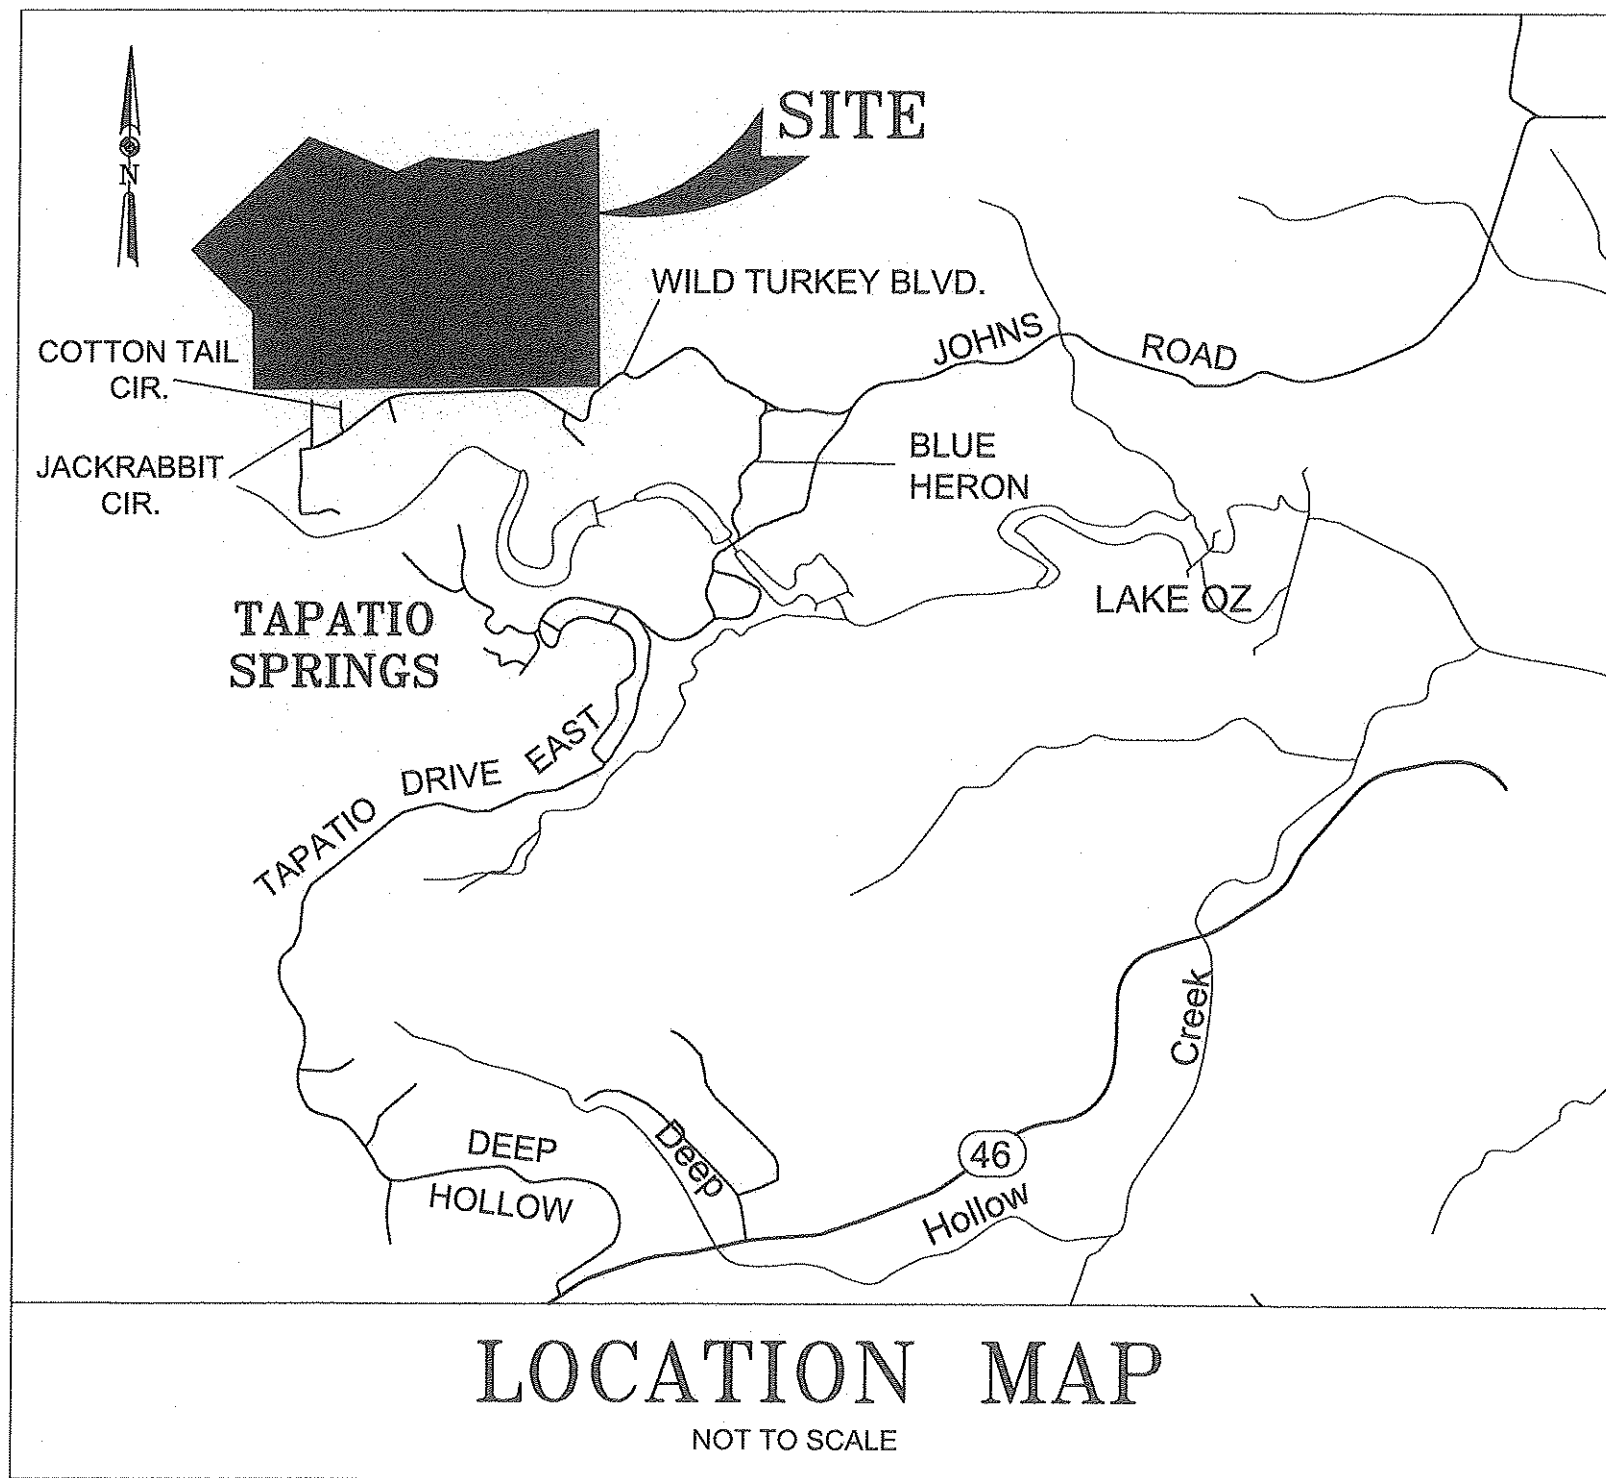 SITE
N
WILD TURKEY BLVD.
COTTON TAIL
CIR.
JOHNS ROAD
JACKRABBIT
CIR.
BLUE
HERON
LAKE OZ
TAPATIO
SPRINGS
TAPATIO DRIVE EAST
Creek
DEEP
HOLLOW
Deep
46
Hollow
LOCATION MAP
NOT TO SCALE